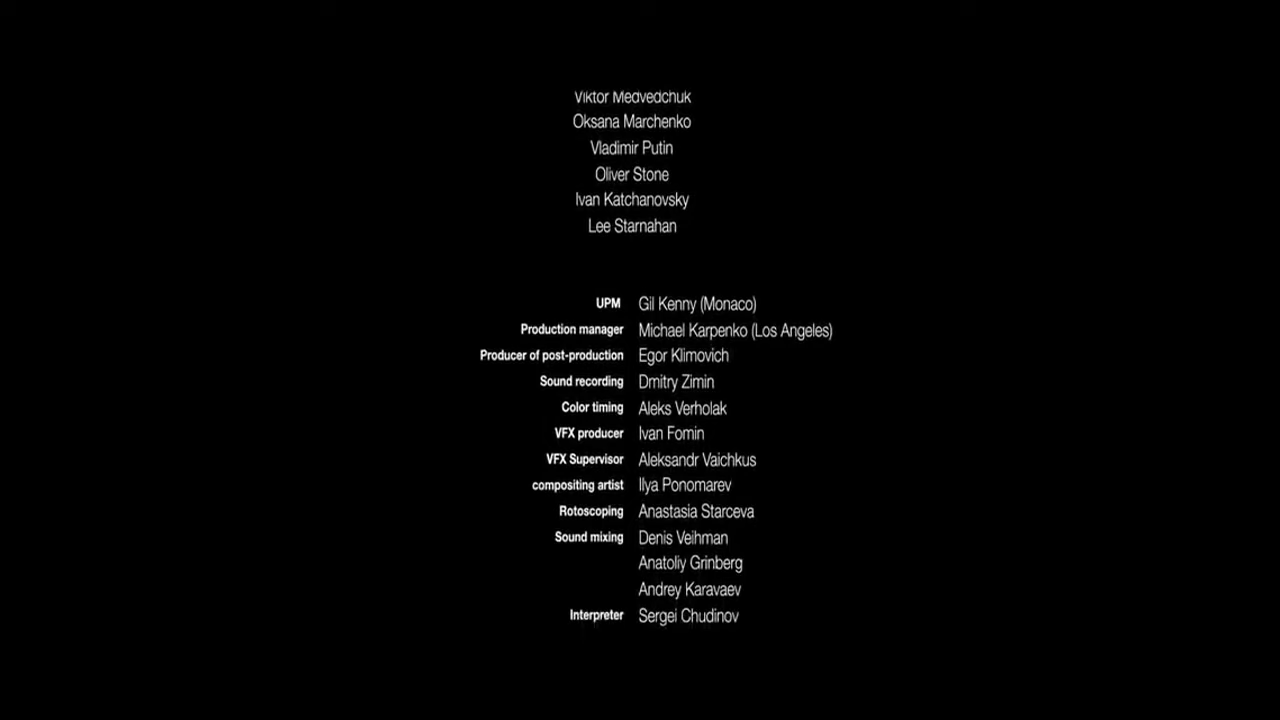 Viktor Medvedchuk
Oksana Marchenko
Vladimir Putin
Oliver Stone
Ivan Katchanovsky
Lee Starnahan
UPM Gil Kenny (Monaco)
Production manager Michael Karpenko (Los Angeles)
Producer of post-production Egor Klimovich
Sound recording Dmitry Zimin
Color timing Aleks Verholak
VFX producer Ivan Fomin
VFX Supervisor Aleksandr Vaichkus
compositing artist Ilya Ponomarev
Rotoscoping Anastasia Starceva
Sound mixing Denis Veihman
Anatoliy Grinberg
Andrey Karavaev
Interpreter Sergei Chudinov